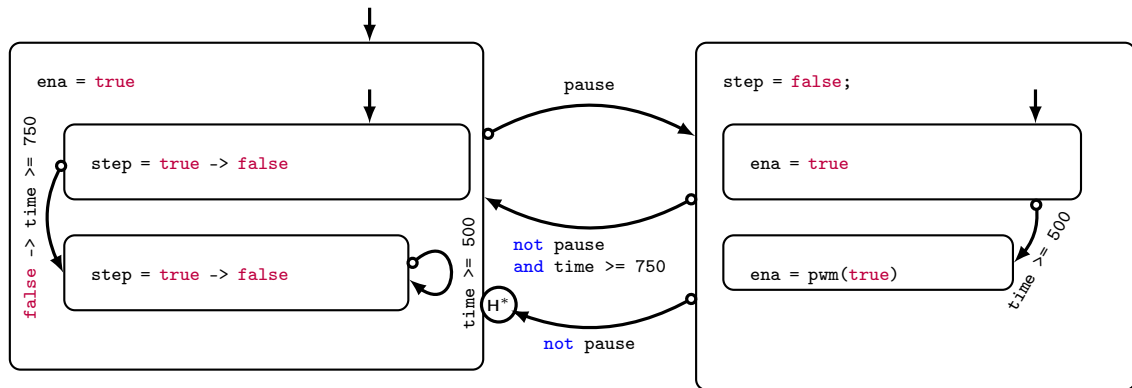 ena = true
false -> time >= 750
step = true -> false
step = true -> false
time >= 500
pause
not pause
and time >= 750
H*
not pause
step = false;
ena = true
ena = pwm(true)
time >= 500